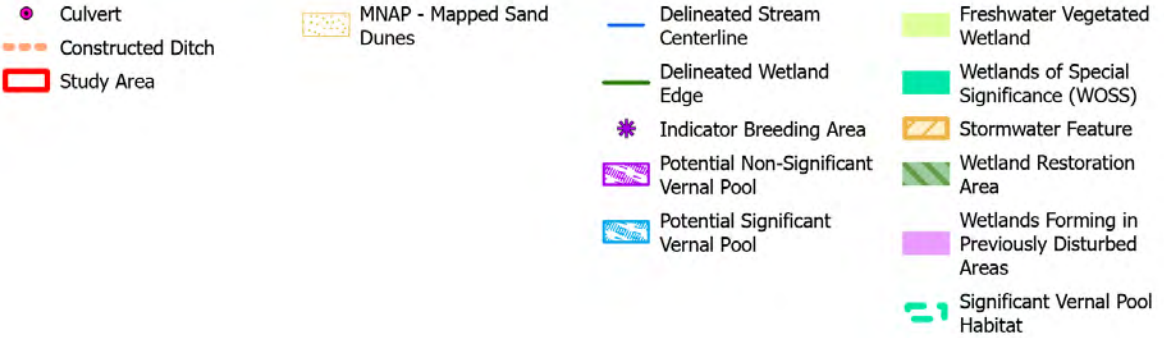 Culvert
Constructed Ditch
Study Area
MNAP - Mapped Sand
Dunes
Delineated Stream
Centerline
Delineated Wetland
Edge
Indicator Breeding Area
Potential Non-Significant
Vernal Pool
Potential Significant
Vernal Pool
Freshwater Vegetated
Wetland
Wetlands of Special
Significance (WOSS)
Stormwater Feature
Wetland Restoration
Area
Wetlands Forming in
Previously Disturbed
Areas
Significant Vernal Pool
Habitat